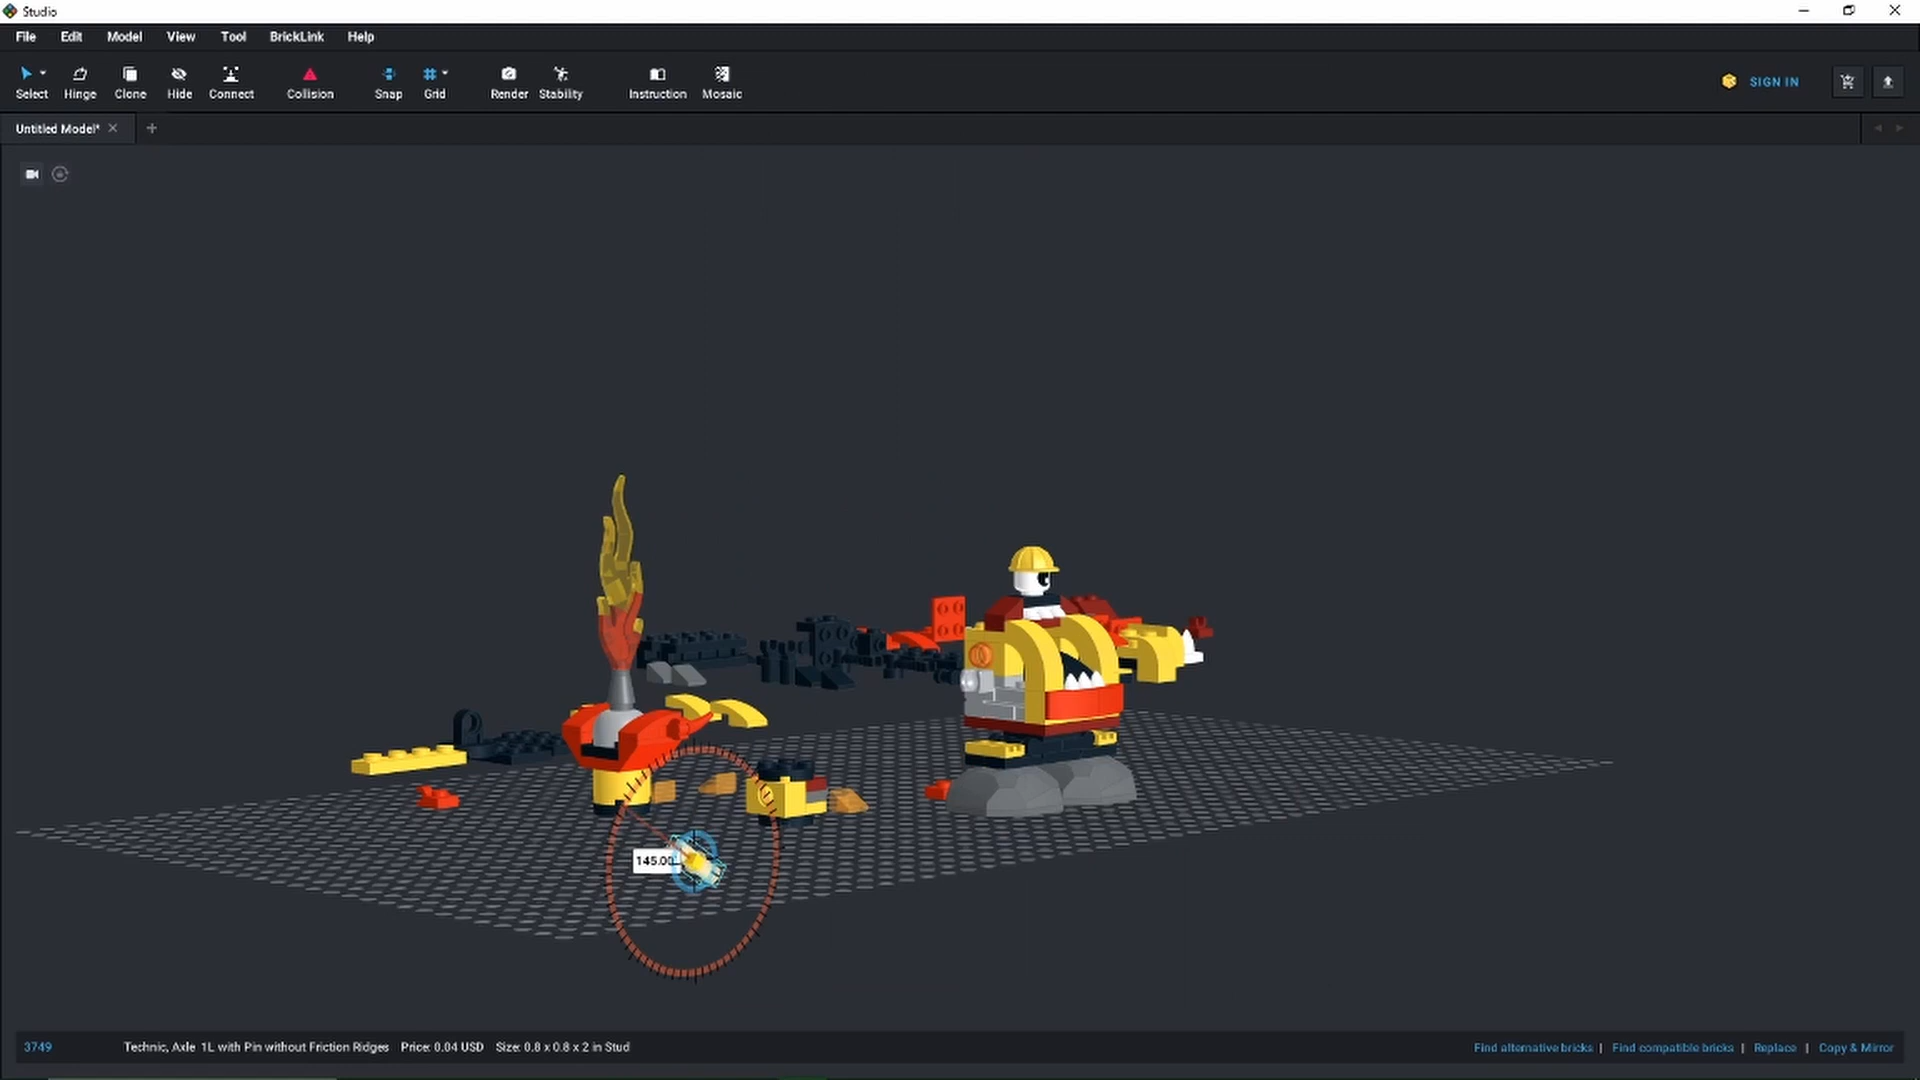 Studio
File Edit Model View Tool BrickLink Help
Select Hinge Clone Hide Connect Collision Snap Grid Render Stability Instruction Mosaic SIGN IN
Untitled Model*
145.00
3749 Technic, Axle 1L with Pin without Friction Ridges Price: 0.04 USD Size: 0.8 x 0.8 x 2 in Stud Find alternative bricks | Find compatible bricks | Replace | Copy & Mirror